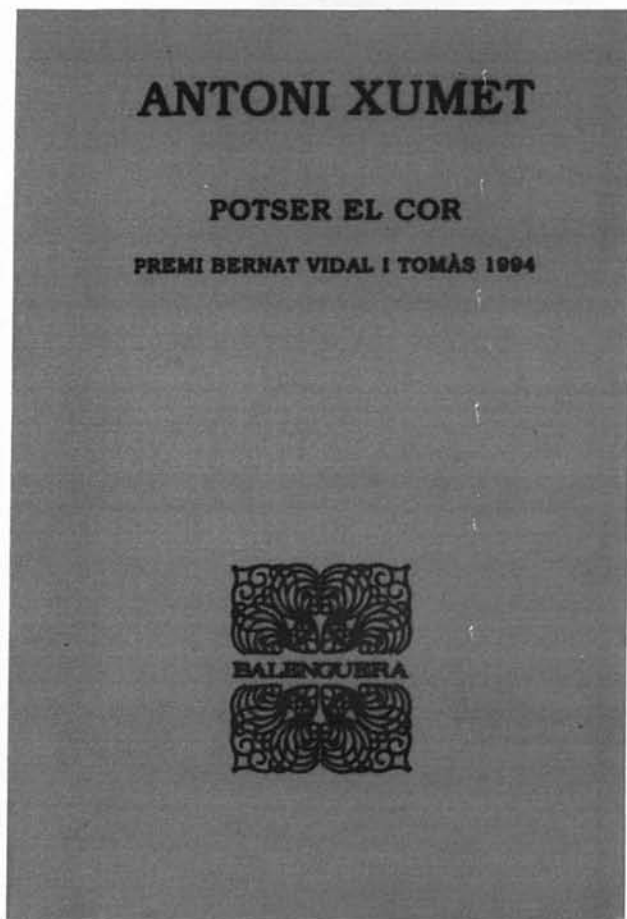 ANTONI XUMET
POTSER EL COR
PREMI BERNAT VIDAL I TOMÀS 1994
BALENGUERA